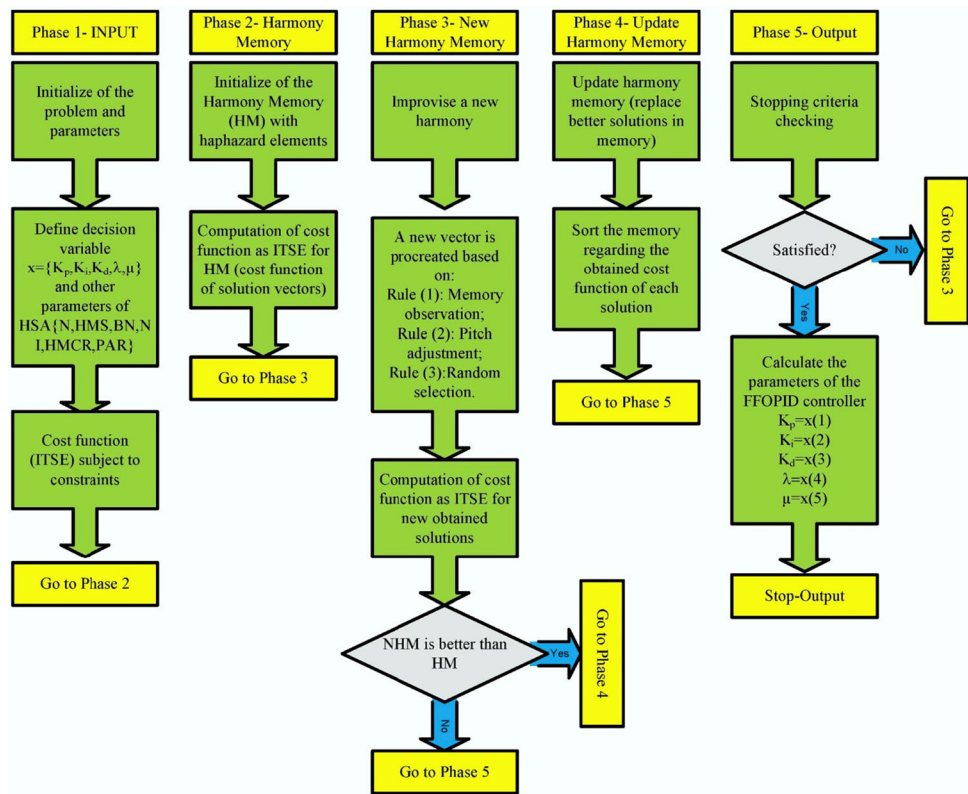 Phase 1- INPUT
Initialize of the
problem and
parameters
Define decision
variable
x={Kp,Ki,Kd,λ,μ}
and other
parameters of
HSA{N,HMS,BN,N
I,HMCR,PAR}
Cost function
(ITSE) subject to
constraints
Go to Phase 2
Phase 2- Harmony
Memory
Initialize of the
Harmony Memory
(HM) with
haphazard elements
Computation of cost
function as ITSE for
HM (cost function
of solution vectors)
Go to Phase 3
Phase 3- New
Harmony Memory
Improvise a new
harmony
A new vector is
procreated based on:
Rule (1): Memory
observation;
Rule (2): Pitch
adjustment;
Rule (3):Random
selection.
Computation of cost
function as ITSE for
new obtained
solutions
NHM is better than
HM
Yes
Go to Phase 4
No
Go to Phase 5
Phase 4- Update
Harmony Memory
Update harmony
memory (replace
better solutions in
memory)
Sort the memory
regarding the
obtained cost
function of each
solution
Go to Phase 5
Phase 5- Output
Stopping criteria
checking
Satisfied?
No
Go to Phase 3
Yes
Calculate the
parameters of the
FFOPID controller
Kp=x(1)
Ki=x(2)
Kd=x(3)
λ=x(4)
μ=x(5)
Stop-Output